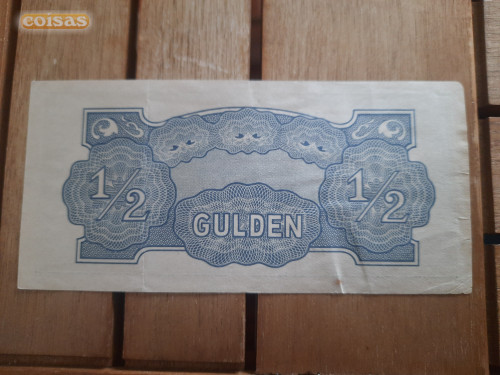 coisas
1/2
1/2
GULDEN